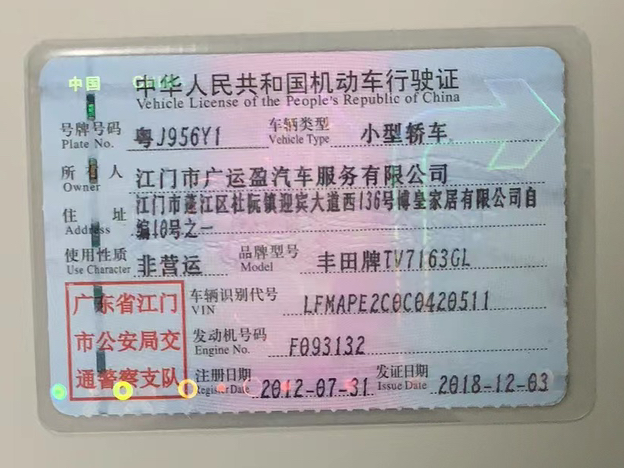 中国 China
中华人民共和国机动车行驶证
Vehicle License of the People's Republic of China
号牌号码 粤J956Y1 车辆类型 小型轿车
Plate No. Vehicle Type
所有人 江门市广运盈汽车服务有限公司
Owner
住址 江门市蓬江区杜阮镇迎宾大道西136号博皇家居有限公司自
Address 编10号之一
使用性质 非营运 品牌型号 丰田牌TV7163GL
Use Character Model
广东省江门 车辆识别代号 LFMAPE2C0C0420511
VIN
市公安局交 发动机号码 F093132
Engine No.
通警察支队 注册日期 2012-07-31 发证日期 2018-12-03
Register Date Issue Date